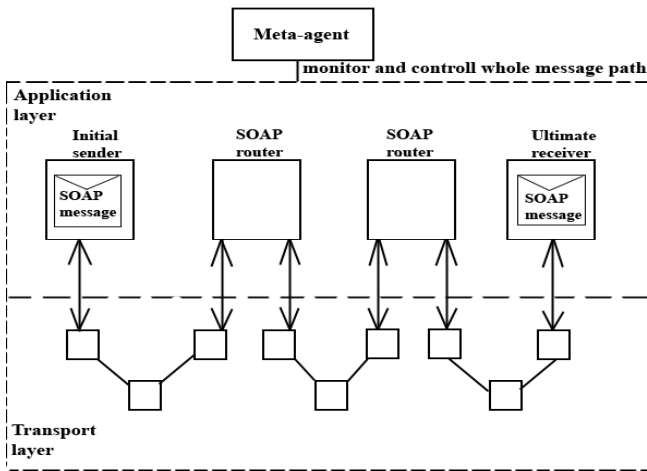 Meta-agent
monitor and controll whole message path
Application
layer
Initial
sender
SOAP
router
SOAP
router
Ultimate
receiver
SOAP
message
SOAP
message
Transport
layer